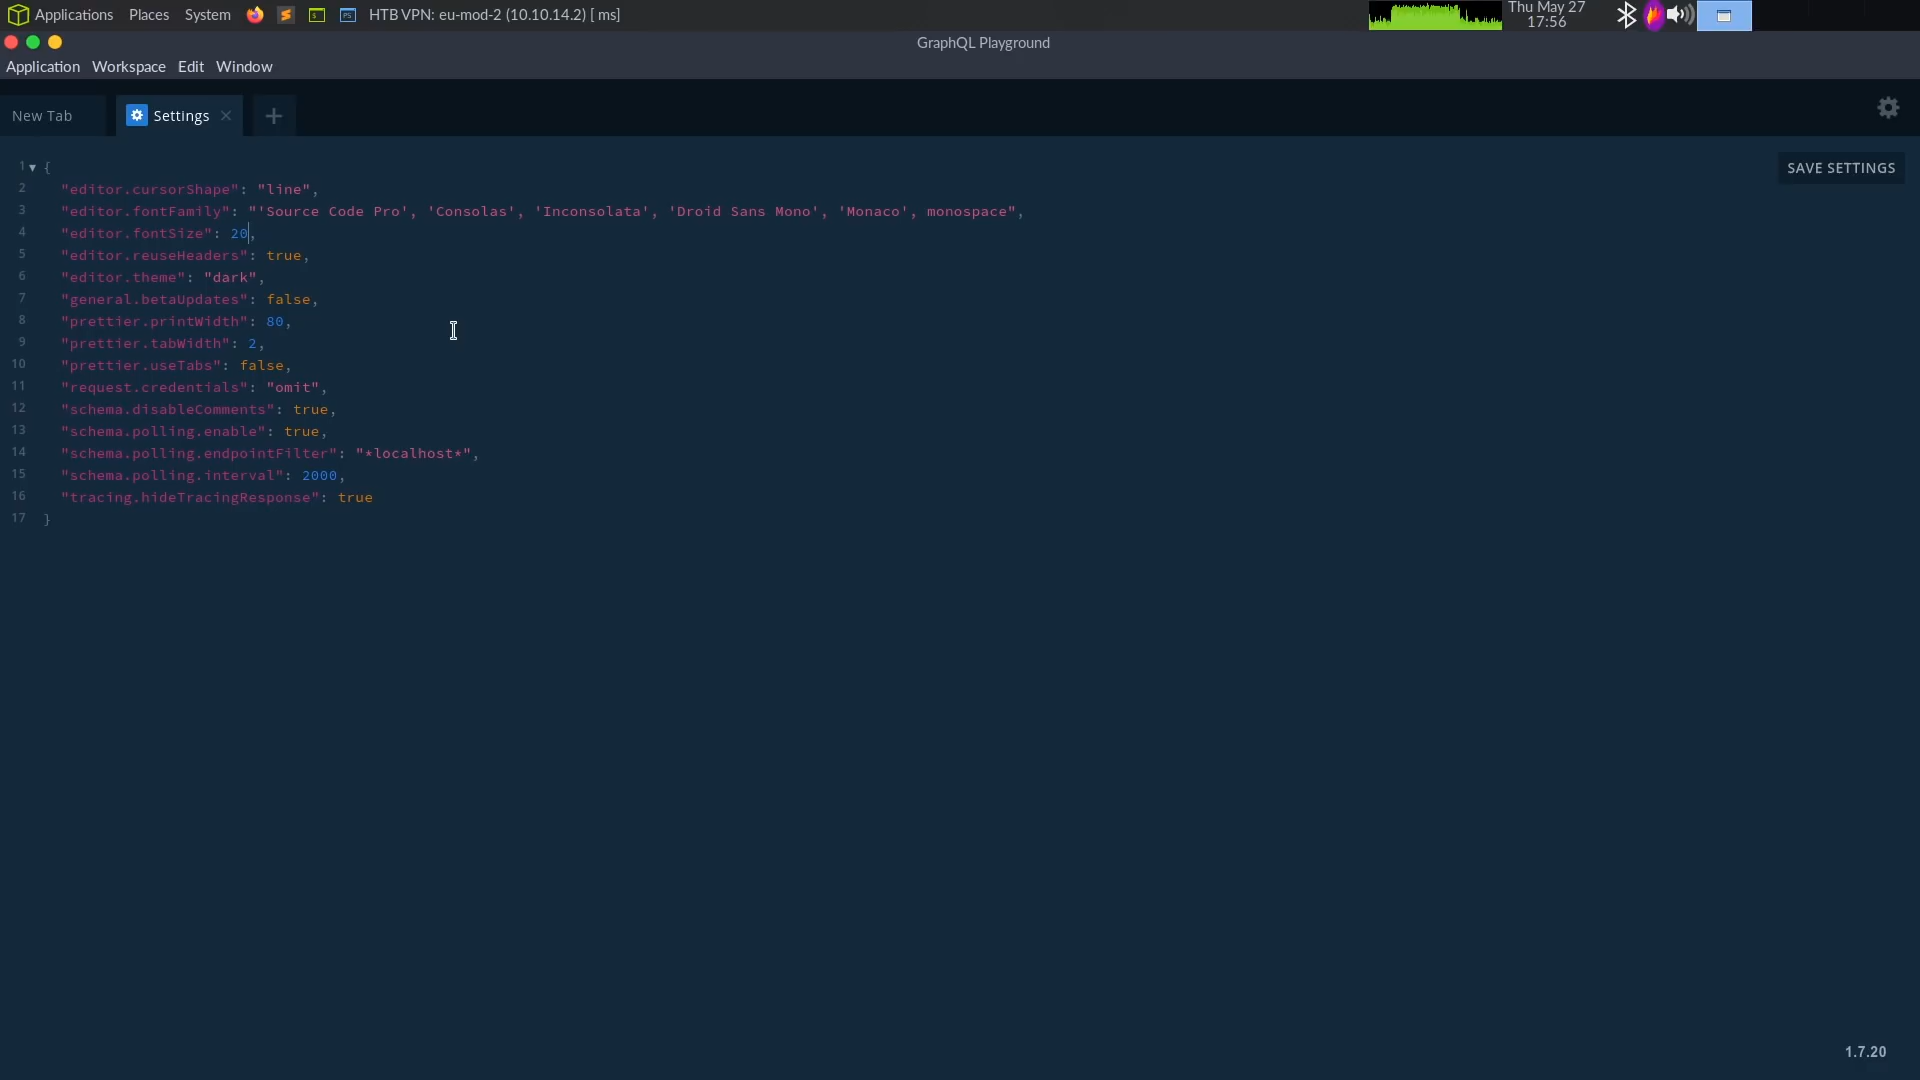 Applications Places System HTB VPN: eu-mod-2 (10.10.14.2) [ ms] Thu May 27
17:56
GraphQL Playground
Application Workspace Edit Window
New Tab Settings
SAVE SETTINGS
1 {
2 "editor.cursorShape": "line",
3 "editor.fontFamily": "'Source Code Pro', 'Consolas', 'Inconsolata', 'Droid Sans Mono', 'Monaco', monospace",
4 "editor.fontSize": 20,
5 "editor.reuseHeaders": true,
6 "editor.theme": "dark",
7 "general.betaUpdates": false,
8 "prettier.printWidth": 80,
9 "prettier.tabWidth": 2,
10 "prettier.useTabs": false,
11 "request.credentials": "omit",
12 "schema.disableComments": true,
13 "schema.polling.enable": true,
14 "schema.polling.endpointFilter": "*localhost*",
15 "schema.polling.interval": 2000,
16 "tracing.hideTracingResponse": true
17 }
1.7.20